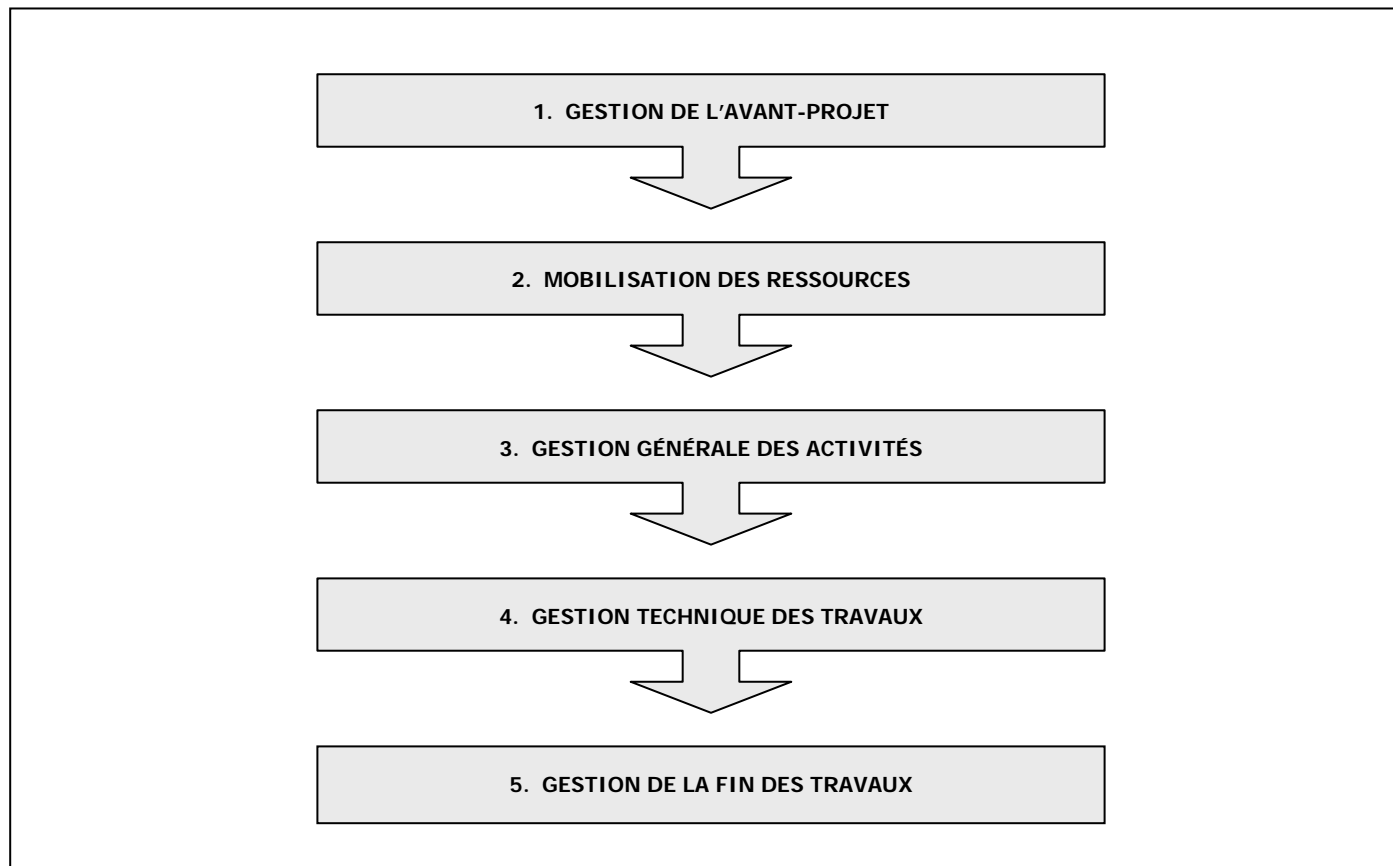 1. GESTION DE L’AVANT-PROJET
2. MOBILISATION DES RESSOURCES
3. GESTION GÉNÉRALE DES ACTIVITÉS
4. GESTION TECHNIQUE DES TRAVAUX
5. GESTION DE LA FIN DES TRAVAUX